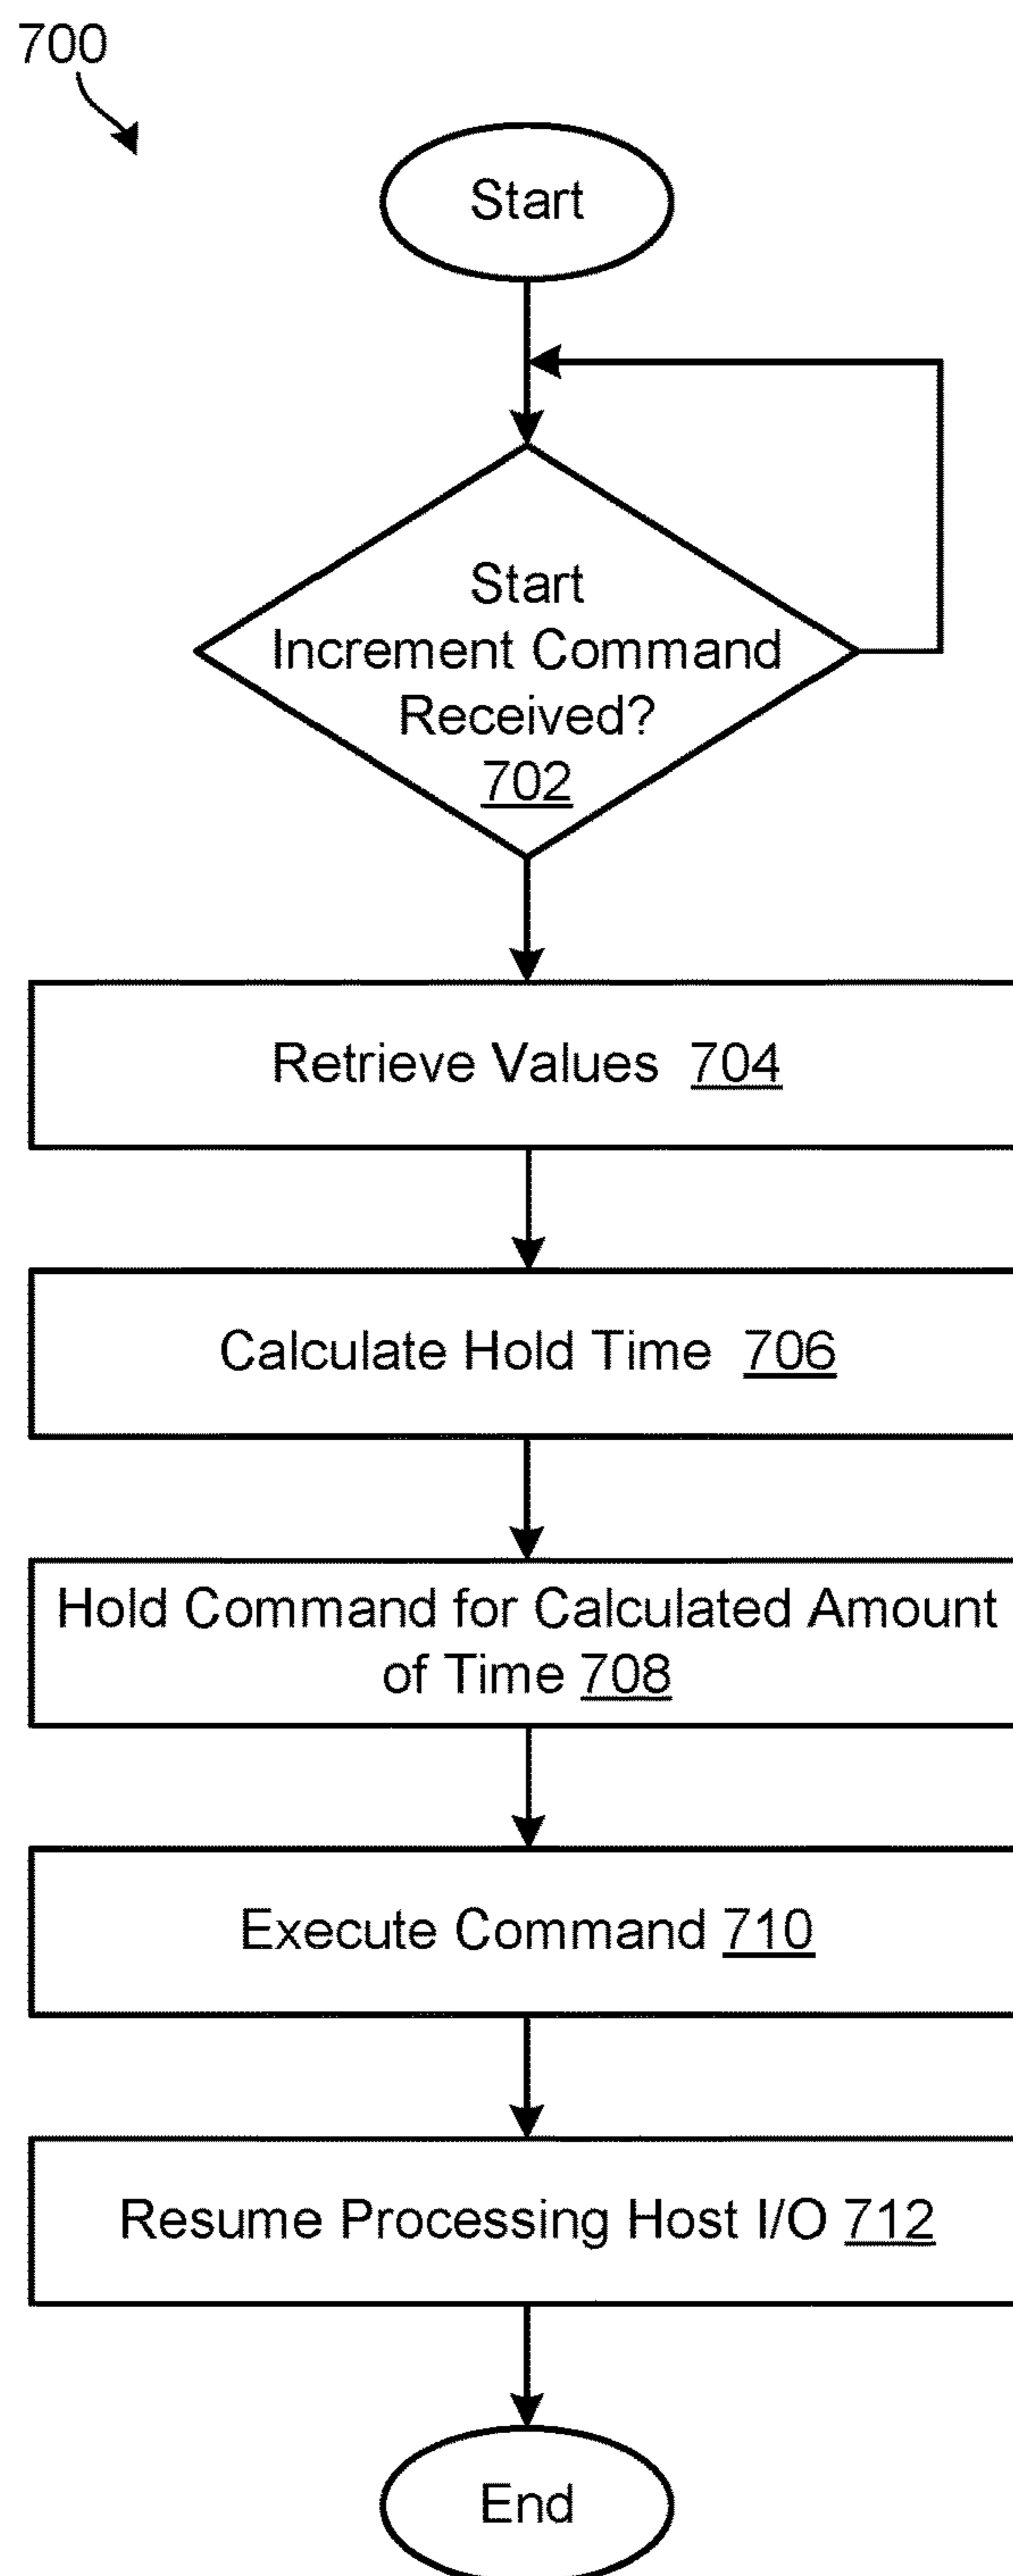 700
Start
Start
Increment Command
Received?
702
Retrieve Values 704
Calculate Hold Time 706
Hold Command for Calculated Amount
of Time 708
Execute Command 710
Resume Processing Host I/O 712
End